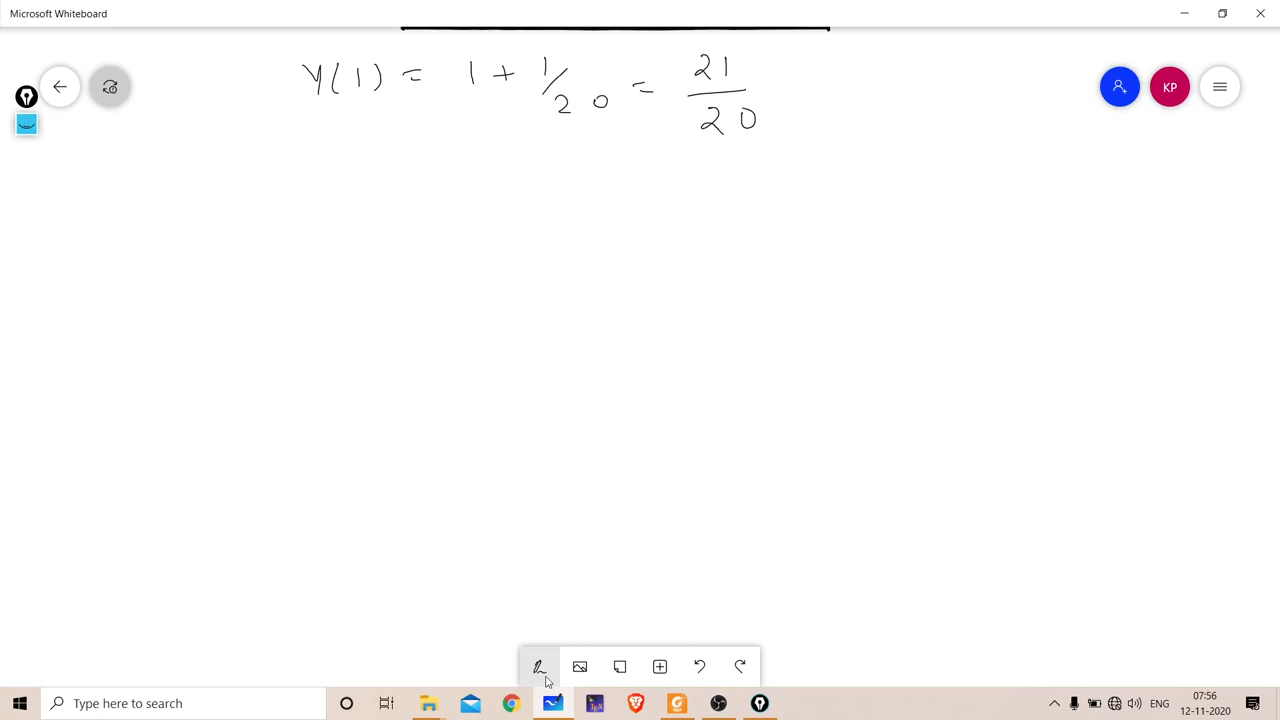 Microsoft Whiteboard
Y(1) = 1 + 1/20 = 21/20
KP
Type here to search
ENG
07:56
12-11-2020